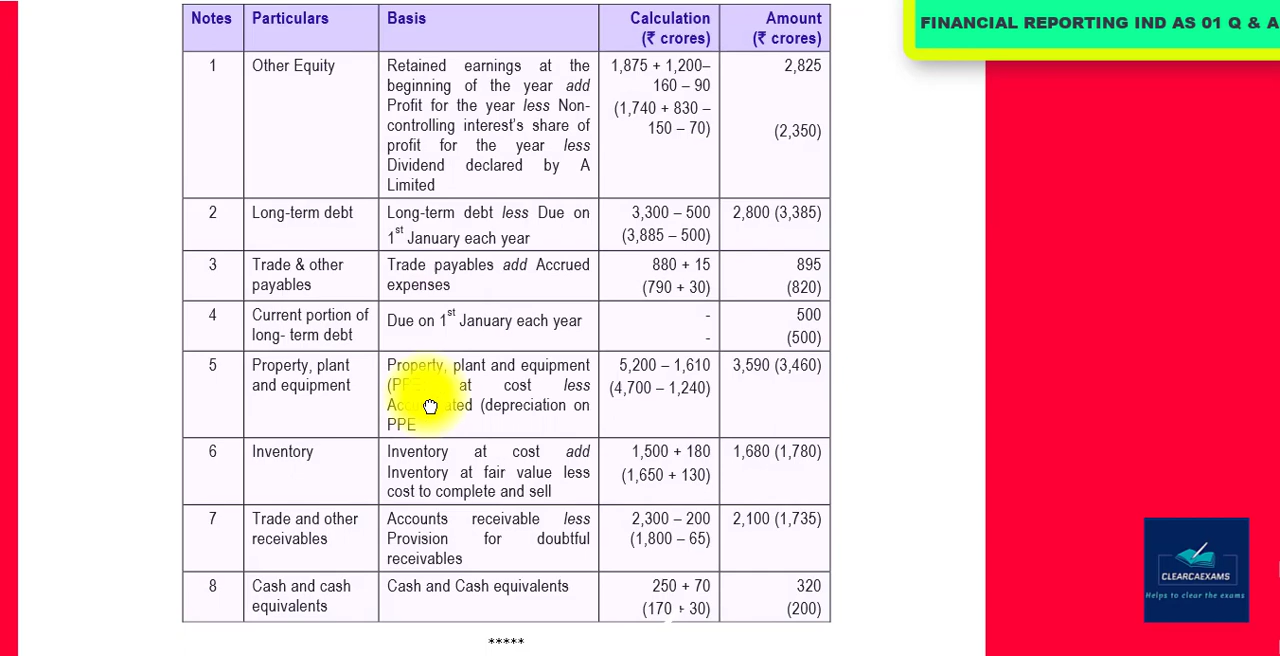 FINANCIAL REPORTING IND AS 01 Q & A
Notes Particulars Basis Calculation (₹ crores) Amount (₹ crores)
1 Other Equity Retained earnings at the 1,875 + 1,200– 2,825
beginning of the year add 160 – 90
Profit for the year less Non- (1,740 + 830 –
controlling interest's share of 150 – 70) (2,350)
profit for the year less
Dividend declared by A
Limited
2 Long-term debt Long-term debt less Due on 3,300 – 500 2,800 (3,385)
1st January each year (3,885 – 500)
3 Trade & other Trade payables add Accrued 880 + 15 895
payables expenses (790 + 30) (820)
4 Current portion of Due on 1st January each year - 500
long- term debt - (500)
5 Property, plant Property, plant and equipment 5,200 – 1,610 3,590 (3,460)
and equipment (PPE at cost less (4,700 – 1,240)
(depreciation on
PPE
6 Inventory Inventory at cost add 1,500 + 180 1,680 (1,780)
Inventory at fair value less (1,650 + 130)
cost to complete and sell
7 Trade and other Accounts receivable less 2,300 – 200 2,100 (1,735)
receivables Provision for doubtful (1,800 – 65)
receivables
8 Cash and cash Cash and Cash equivalents 250 + 70 320
equivalents (170 + 30) (200)
*****
CLEARCAEXAMS
Helps to clear the exams